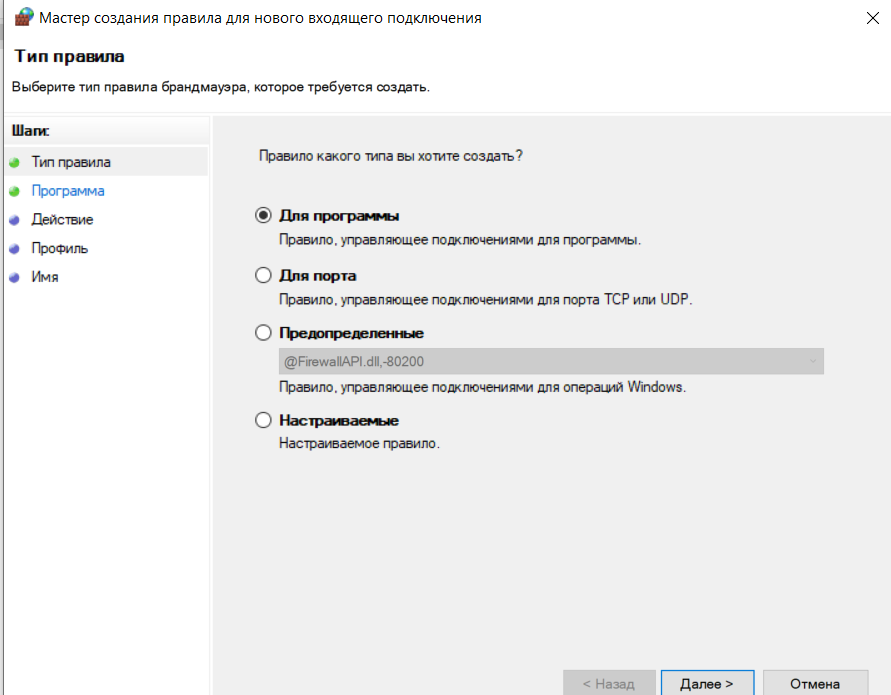 Мастер создания правила для нового входящего подключения
Тип правила
Выберите тип правила брандмауэра, которое требуется создать.
Шаги:
Тип правила
Программа
Действие
Профиль
Имя
Правило какого типа вы хотите создать?
Для программы
Правило, управляющее подключениями для программы.
Для порта
Правило, управляющее подключениями для порта TCP или UDP.
Предопределенные
@FirewallAPI.dll,-80200
Правило, управляющее подключениями для операций Windows.
Настраиваемые
Настраиваемое правило.
< Назад
Далее >
Отмена